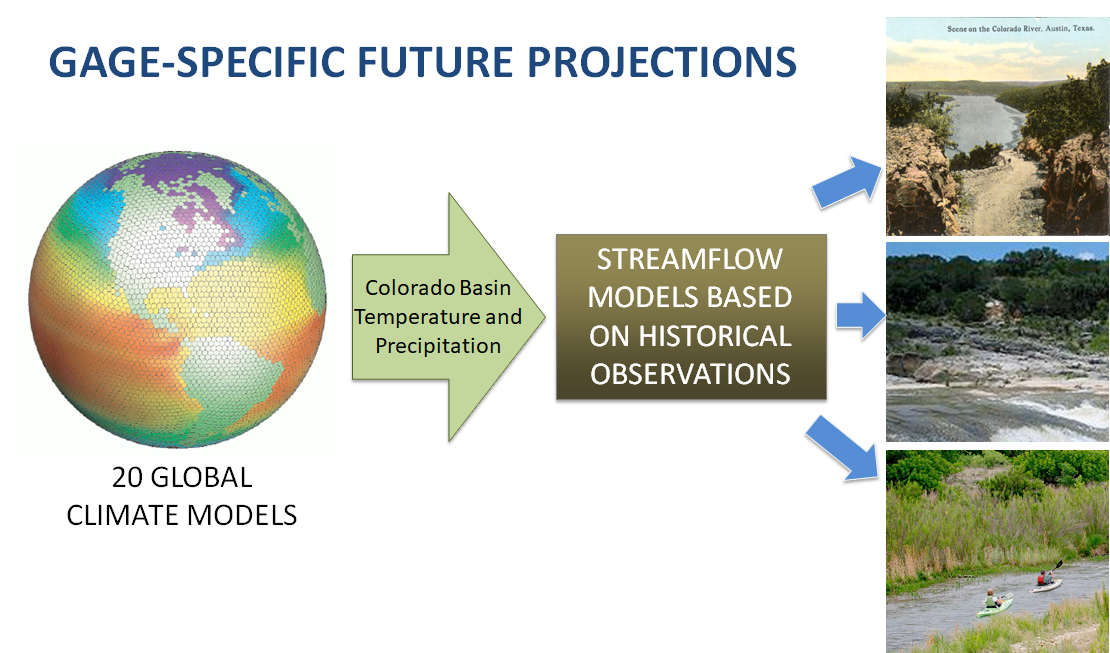 GAGE-SPECIFIC FUTURE PROJECTIONS
Scene on the Colorado River, Austin, Texas.
Colorado Basin
Temperature and
Precipitation
STREAMFLOW
MODELS BASED
ON HISTORICAL
OBSERVATIONS
20 GLOBAL
CLIMATE MODELS